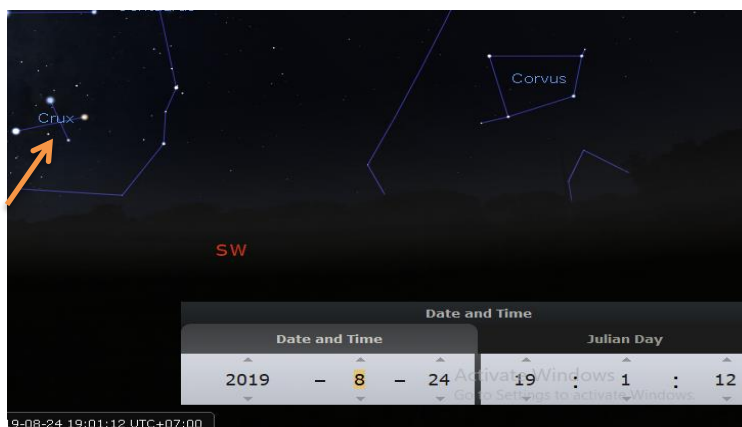 Corvus
Crux
SW
Date and Time
Date and Time
Julian Day
2019 - 8 - 24
19 : 1 : 12
Activate Windows
Go to Settings to activate Windows.
9-08-24 19:01:12 UTC+07:00